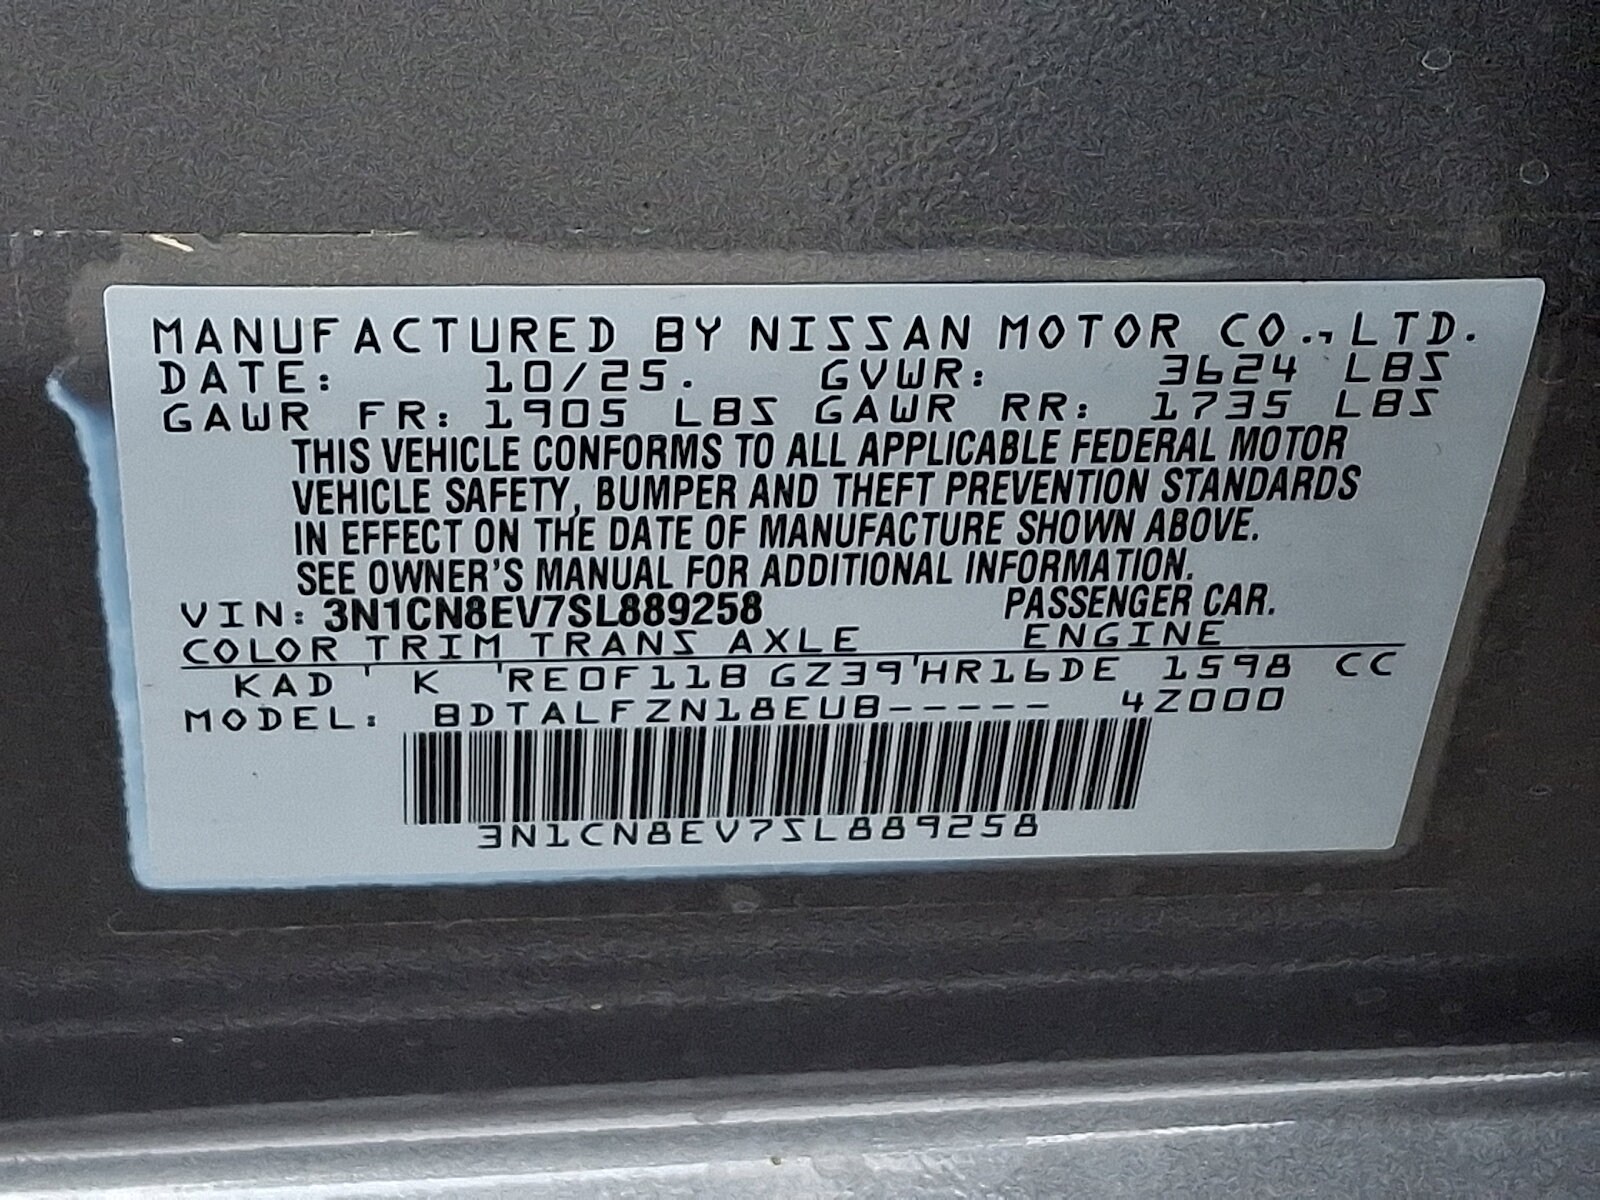 MANUFACTURED BY NISSAN MOTOR CO., LTD.
DATE: 10/25. GVWR: 3624 LBS
GAWR FR: 1905 LBS GAWR RR: 1735 LBS
THIS VEHICLE CONFORMS TO ALL APPLICABLE FEDERAL MOTOR
VEHICLE SAFETY, BUMPER AND THEFT PREVENTION STANDARDS
IN EFFECT ON THE DATE OF MANUFACTURE SHOWN ABOVE.
SEE OWNER'S MANUAL FOR ADDITIONAL INFORMATION.
VIN: 3N1CN8EV7SL889258 PASSENGER CAR.
COLOR TRIM TRANS AXLE ENGINE
KAD ' K 'RE0F11B GZ39'HR16DE 1598 CC
MODEL: BDTALFZN18EUB----- 4Z000
3N1CN8EV7SL889258